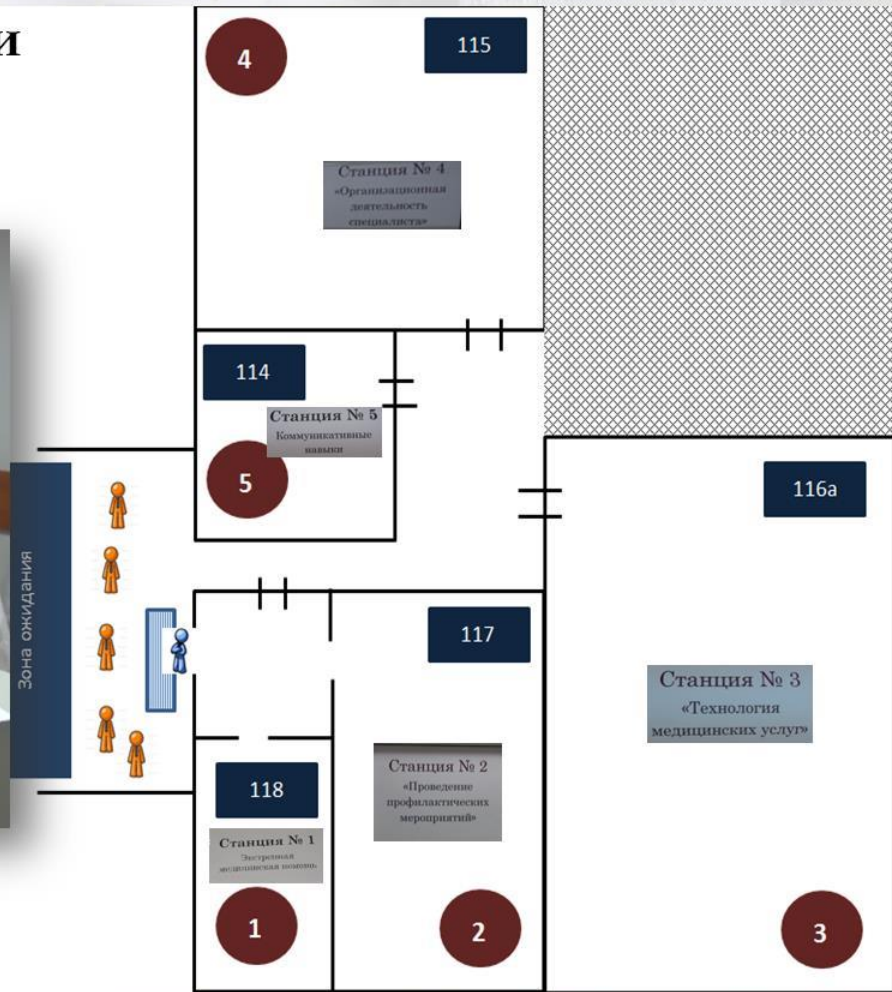 и
4
115
Станция № 4
«Организационная
деятельность
специалиста»
114
Станция № 5
Коммуникативные
навыки
5
116а
Зона ожидания
117
Станция № 3
«Технология
медицинских услуг»
Станция № 2
«Проведение
профилактических
мероприятий»
118
Станция № 1
Экстренная
медицинская помощь
1
2
3